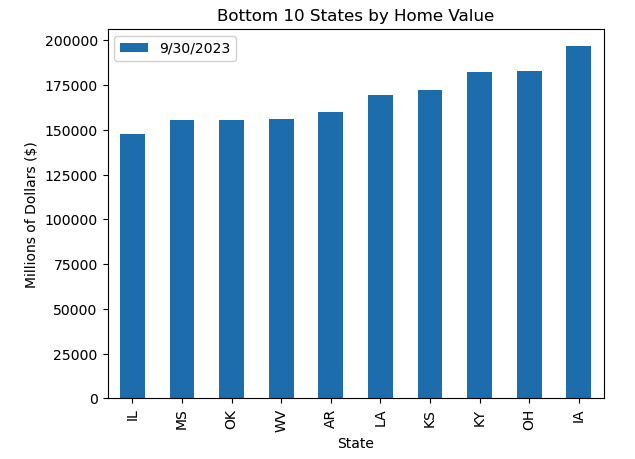 Bottom 10 States by Home Value
9/30/2023
200000
175000
150000
125000
100000
75000
50000
25000
0
Millions of Dollars ($)
IL MS OK WV AR LA KS KY OH IA
State